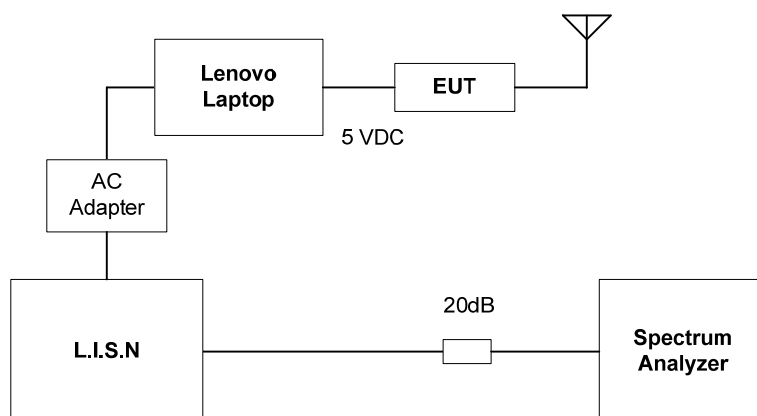 Lenovo
Laptop
EUT
5 VDC
AC
Adapter
20dB
L.I.S.N
Spectrum
Analyzer